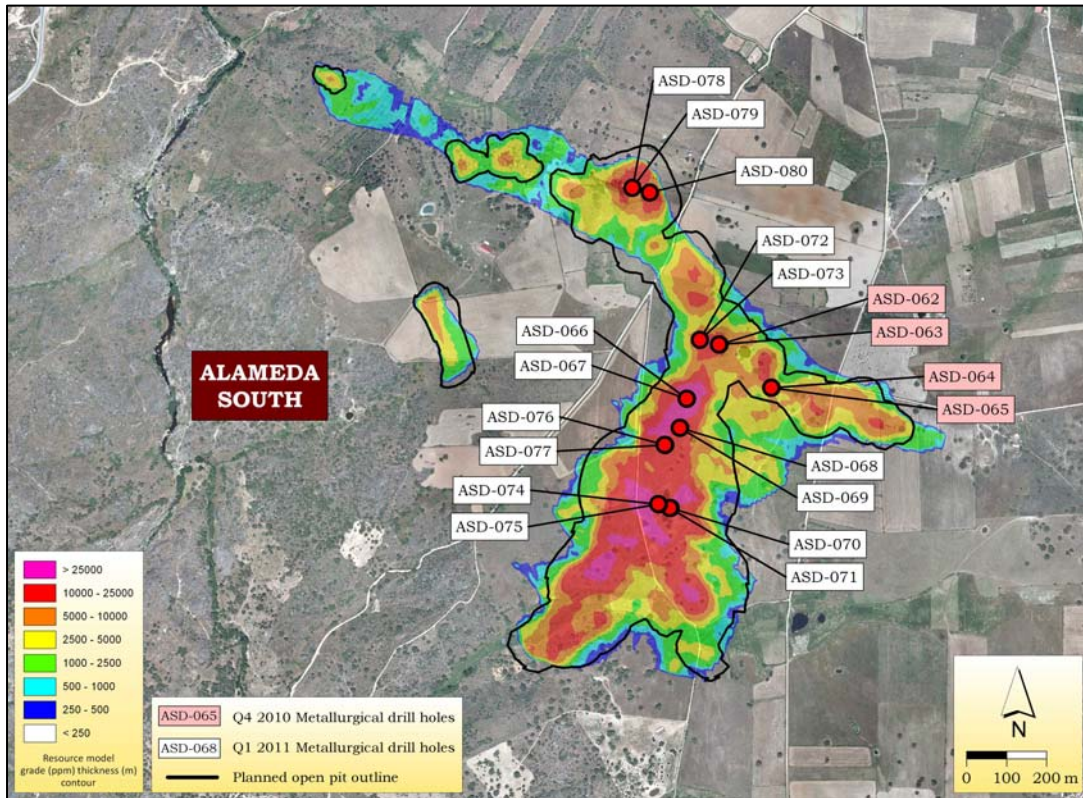 ASD-078
ASD-079
ASD-080
ASD-072
ASD-073
ASD-062
ASD-063
ASD-066
ASD-067
ASD-064
ASD-065
ALAMEDA
SOUTH
ASD-076
ASD-077
ASD-068
ASD-069
ASD-074
ASD-075
ASD-070
ASD-071
> 25000
10000 - 25000
5000 - 10000
2500 - 5000
1000 - 2500
500 - 1000
250 - 500
< 250
Resource model
grade (ppm) thickness (m)
contour
ASD-065 Q4 2010 Metallurgical drill holes
ASD-068 Q1 2011 Metallurgical drill holes
Planned open pit outline
N
0 100 200 m